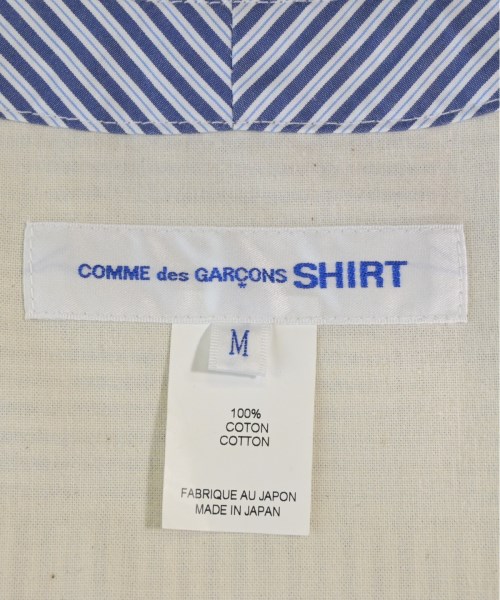 COMME des GARÇONS SHIRT
M
100%
COTON
COTTON
FABRIQUE AU JAPON
MADE IN JAPAN